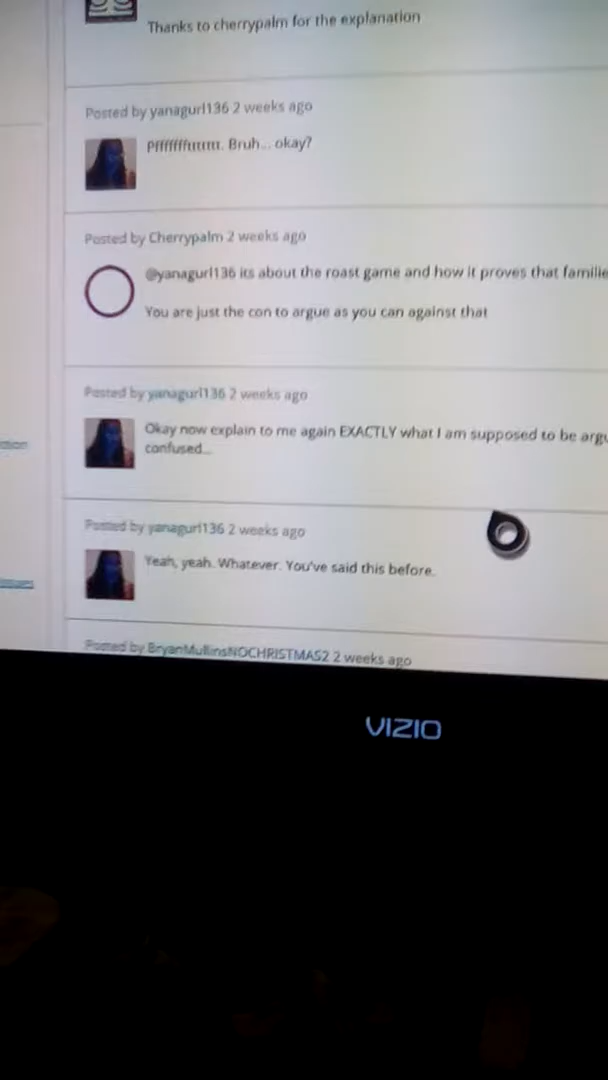 Thanks to cherrypalm for the explanation
Posted by yanagurl136 2 weeks ago
Bruh... okay?
Posted by Cherrypalm 2 weeks ago
@yanagurl136 its about the roast game and how it proves that familie
You are just the con to argue as you can against that
Posted by yanagurl136 2 weeks ago
Okay now explain to me again EXACTLY what I am supposed to be argu
confused...
Posted by yanagurl136 2 weeks ago
Yeah, yeah. Whatever. You've said this before.
Posted by BryanMullinsNOCHRISTMAS2 2 weeks ago
VIZIO